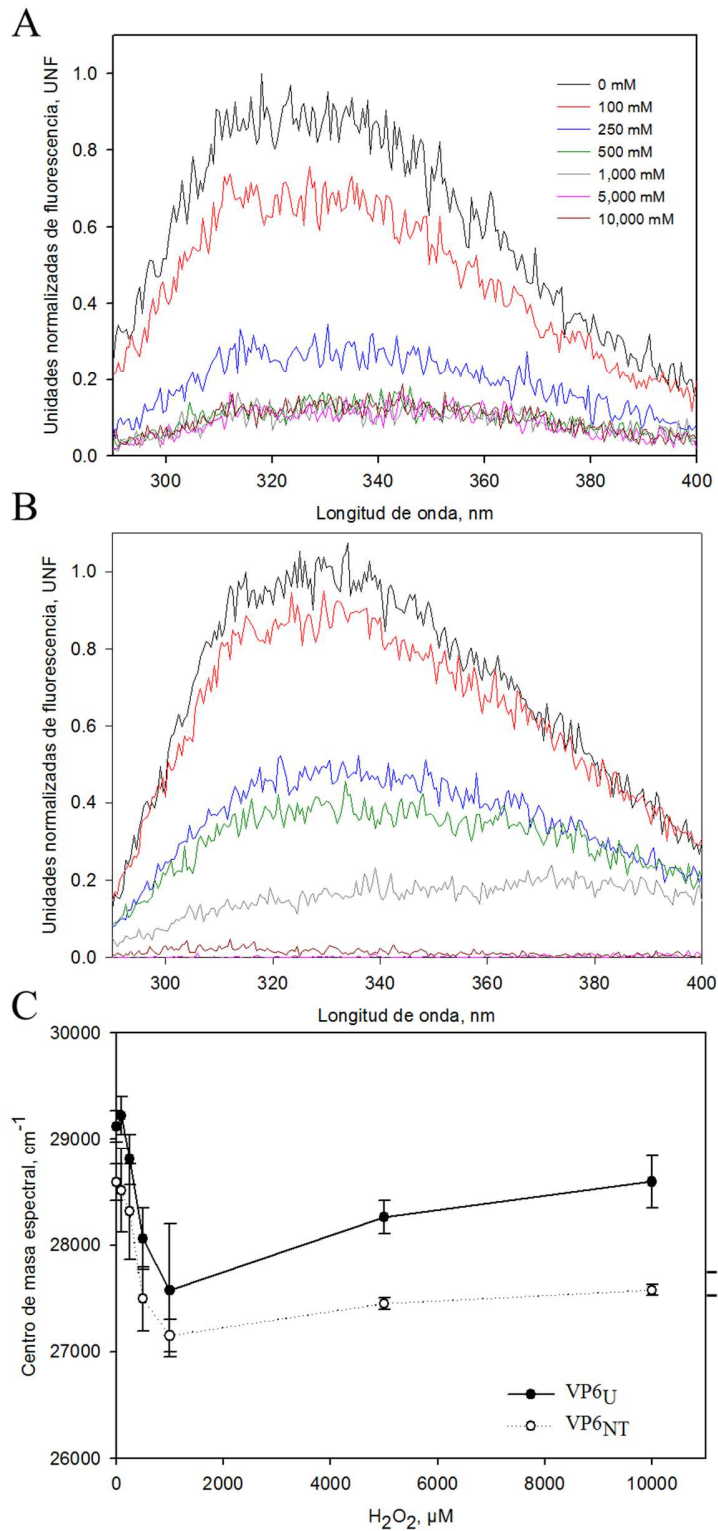 A
Unidades normalizadas de fluorescencia, UNF
1.0
0.8
0.6
0.4
0.2
0.0
0 mM
100 mM
250 mM
500 mM
1,000 mM
5,000 mM
10,000 mM
300
320
340
360
380
400
Longitud de onda, nm
B
Unidades normalizadas de fluorescencia, UNF
1.0
0.8
0.6
0.4
0.2
0.0
300
320
340
360
380
400
Longitud de onda, nm
C
Centro de masa espectral, cm-1
30000
29000
28000
27000
26000
VP6U
VP6NT
0
2000
4000
6000
8000
10000
H2O2, µM